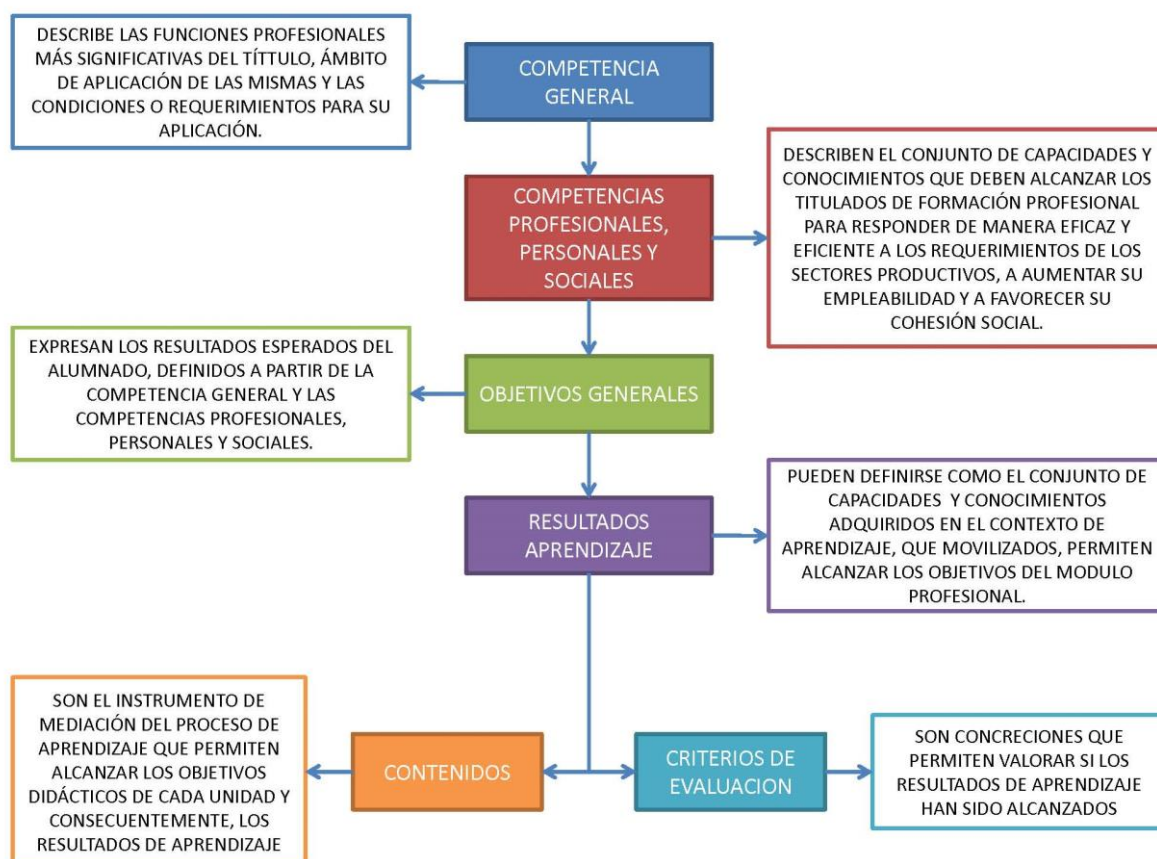 DESCRIBE LAS FUNCIONES PROFESIONALES
MÁS SIGNIFICATIVAS DEL TÍTTULO, ÁMBITO
DE APLICACIÓN DE LAS MISMAS Y LAS
CONDICIONES O REQUERIMIENTOS PARA SU
APLICACIÓN.
COMPETENCIA
GENERAL
COMPETENCIAS
PROFESIONALES,
PERSONALES Y
SOCIALES
DESCRIBEN EL CONJUNTO DE CAPACIDADES Y
CONOCIMIENTOS QUE DEBEN ALCANZAR LOS
TITULADOS DE FORMACIÓN PROFESIONAL
PARA RESPONDER DE MANERA EFICAZ Y
EFICIENTE A LOS REQUERIMIENTOS DE LOS
SECTORES PRODUCTIVOS, A AUMENTAR SU
EMPLEABILIDAD Y A FAVORECER SU
COHESIÓN SOCIAL.
EXPRESAN LOS RESULTADOS ESPERADOS DEL
ALUMNADO, DEFINIDOS A PARTIR DE LA
COMPETENCIA GENERAL Y LAS
COMPETENCIAS PROFESIONALES,
PERSONALES Y SOCIALES.
OBJETIVOS GENERALES
RESULTADOS
APRENDIZAJE
PUEDEN DEFINIRSE COMO EL CONJUNTO DE
CAPACIDADES Y CONOCIMIENTOS
ADQUIRIDOS EN EL CONTEXTO DE
APRENDIZAJE, QUE MOVILIZADOS, PERMITEN
ALCANZAR LOS OBJETIVOS DEL MODULO
PROFESIONAL.
SON EL INSTRUMENTO DE
MEDIACIÓN DEL PROCESO DE
APRENDIZAJE QUE PERMITEN
ALCANZAR LOS OBJETIVOS
DIDÁCTICOS DE CADA UNIDAD Y
CONSECUENTEMENTE, LOS
RESULTADOS DE APRENDIZAJE
CONTENIDOS
CRITERIOS DE
EVALUACION
SON CONCRECIONES QUE
PERMITEN VALORAR SI LOS
RESULTADOS DE APRENDIZAJE
HAN SIDO ALCANZADOS